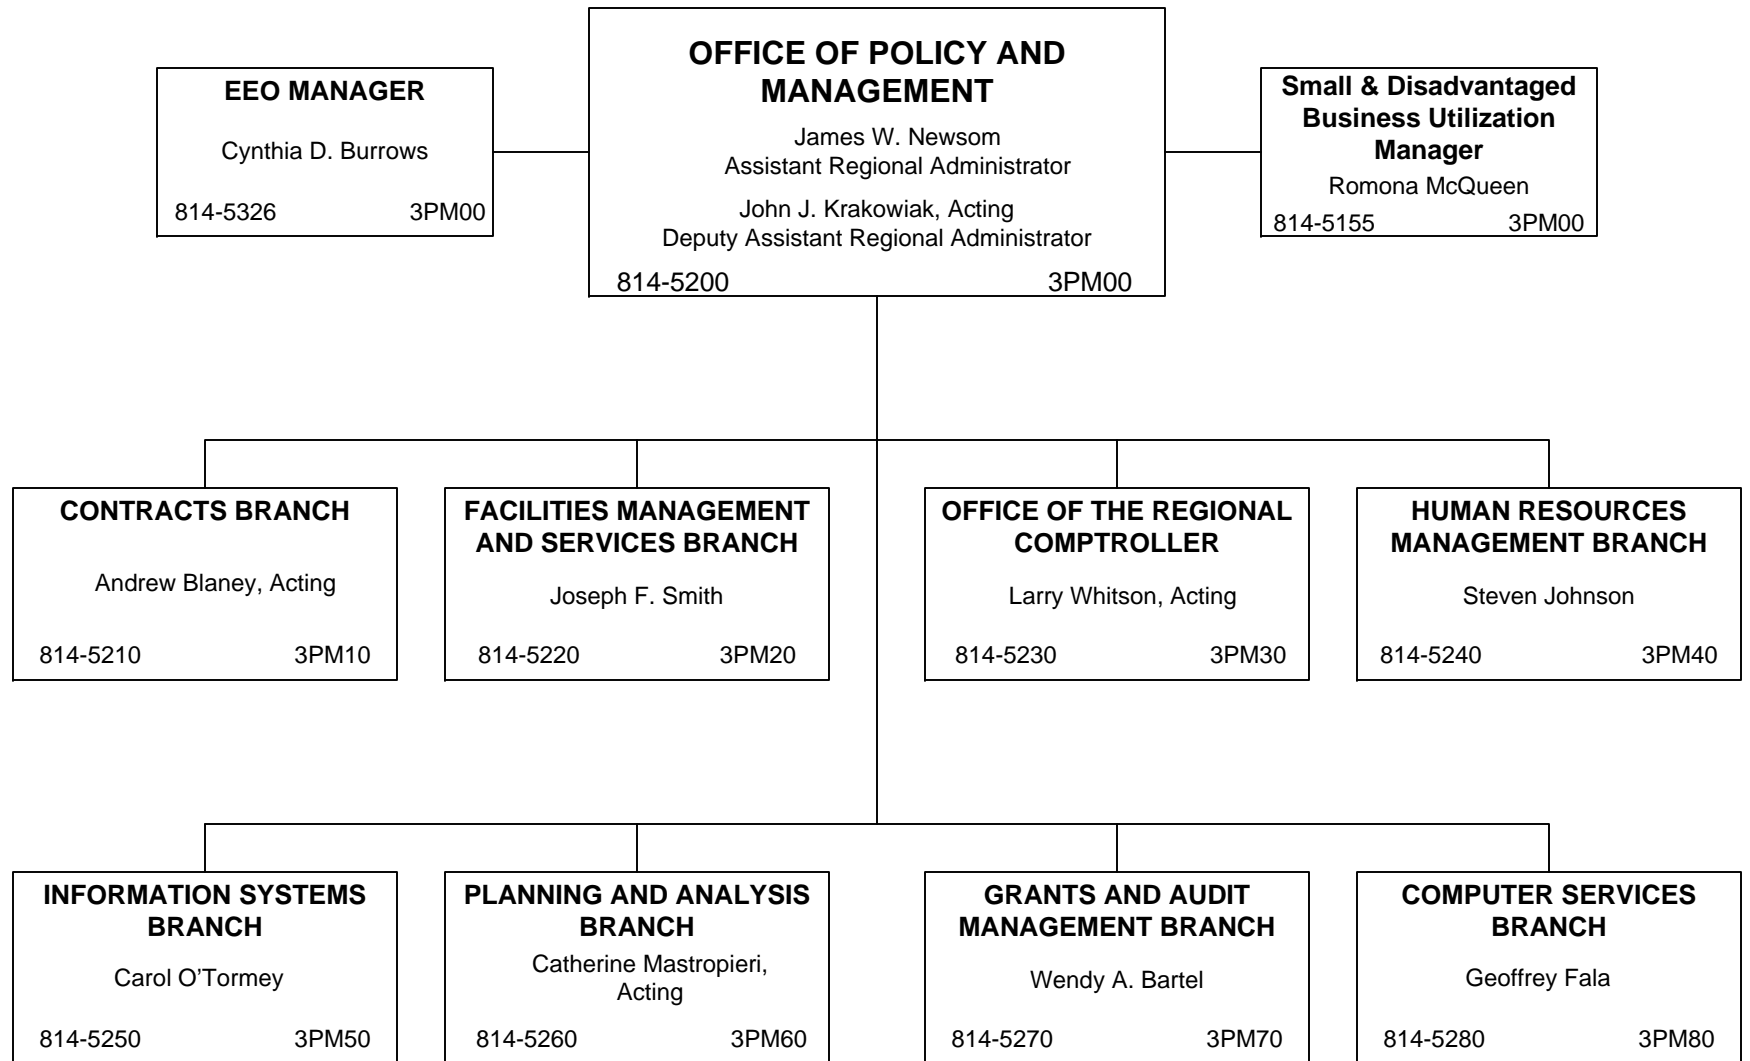 OFFICE OF POLICY AND
MANAGEMENT
James W. Newsom
Assistant Regional Administrator
John J. Krakowiak, Acting
Deputy Assistant Regional Administrator
814-5200 3PM00
EEO MANAGER
Cynthia D. Burrows
814-5326 3PM00
Small & Disadvantaged
Business Utilization
Manager
Romona McQueen
814-5155 3PM00
CONTRACTS BRANCH
Andrew Blaney, Acting
814-5210 3PM10
FACILITIES MANAGEMENT
AND SERVICES BRANCH
Joseph F. Smith
814-5220 3PM20
OFFICE OF THE REGIONAL
COMPTROLLER
Larry Whitson, Acting
814-5230 3PM30
HUMAN RESOURCES
MANAGEMENT BRANCH
Steven Johnson
814-5240 3PM40
INFORMATION SYSTEMS
BRANCH
Carol O’Tormey
814-5250 3PM50
PLANNING AND ANALYSIS
BRANCH
Catherine Mastropieri,
Acting
814-5260 3PM60
GRANTS AND AUDIT
MANAGEMENT BRANCH
Wendy A. Bartel
814-5270 3PM70
COMPUTER SERVICES
BRANCH
Geoffrey Fala
814-5280 3PM80